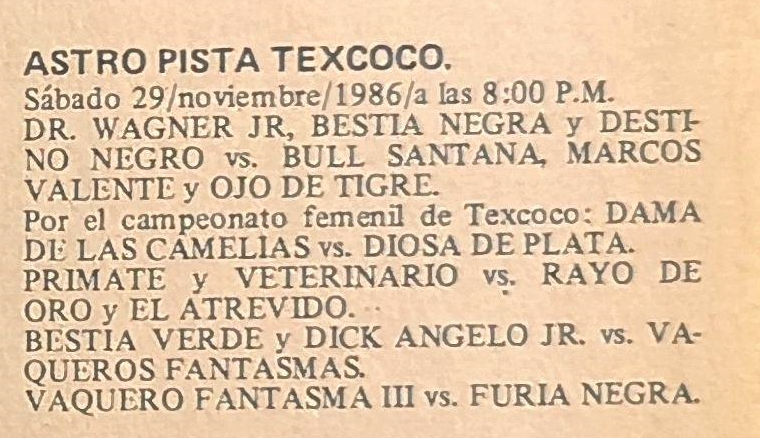 ASTRO PISTA TEXCOCO.
Sábado 29/noviembre/1986/a las 8:00 P.M.
DR. WAGNER JR, BESTIA NEGRA y DESTI-
NO NEGRO vs. BULL SANTANA, MARCOS
VALENTE y OJO DE TIGRE.
Por el campeonato femenil de Texcoco: DAMA
DE LAS CAMELIAS vs. DIOSA DE PLATA.
PRIMATE y VETERINARIO vs. RAYO DE
ORO y EL ATREVIDO.
BESTIA VERDE y DICK ANGELO JR. vs. VA-
QUEROS FANTASMAS.
VAQUERO FANTASMA III vs. FURIA NEGRA.